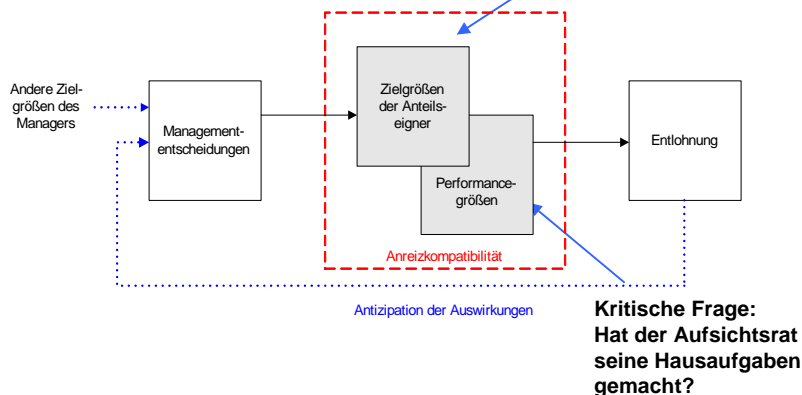 Andere Ziel-
größen des
Managers
Management-
entscheidungen
Zielgrößen
der Anteils-
eigner
Performance-
größen
Entlohnung
Anreizkompatibilität
Antizipation der Auswirkungen
Kritische Frage:
Hat der Aufsichtsrat
seine Hausaufgaben
gemacht?